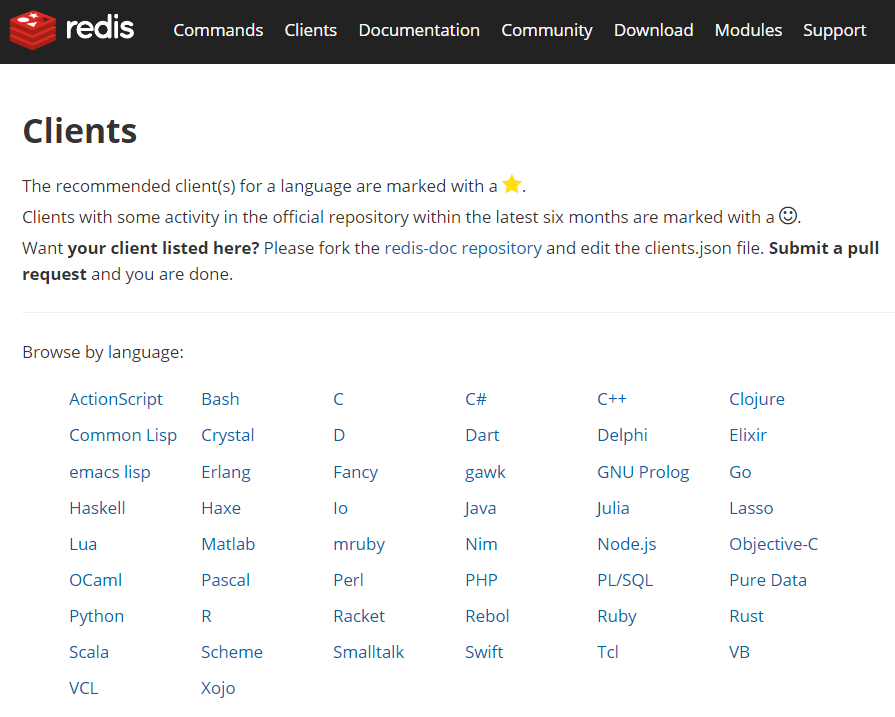 redis Commands Clients Documentation Community Download Modules Support
Clients
The recommended client(s) for a language are marked with a ⭐.
Clients with some activity in the official repository within the latest six months are marked with a ☺.
Want your client listed here? Please fork the redis-doc repository and edit the clients.json file. Submit a pull
request and you are done.
Browse by language:
ActionScript Bash C C# C++ Clojure
Common Lisp Crystal D Dart Delphi Elixir
emacs lisp Erlang Fancy gawk GNU Prolog Go
Haskell Haxe Io Java Julia Lasso
Lua Matlab mruby Nim Node.js Objective-C
OCaml Pascal Perl PHP PL/SQL Pure Data
Python R Racket Rebol Ruby Rust
Scala Scheme Smalltalk Swift Tcl VB
VCL Xojo